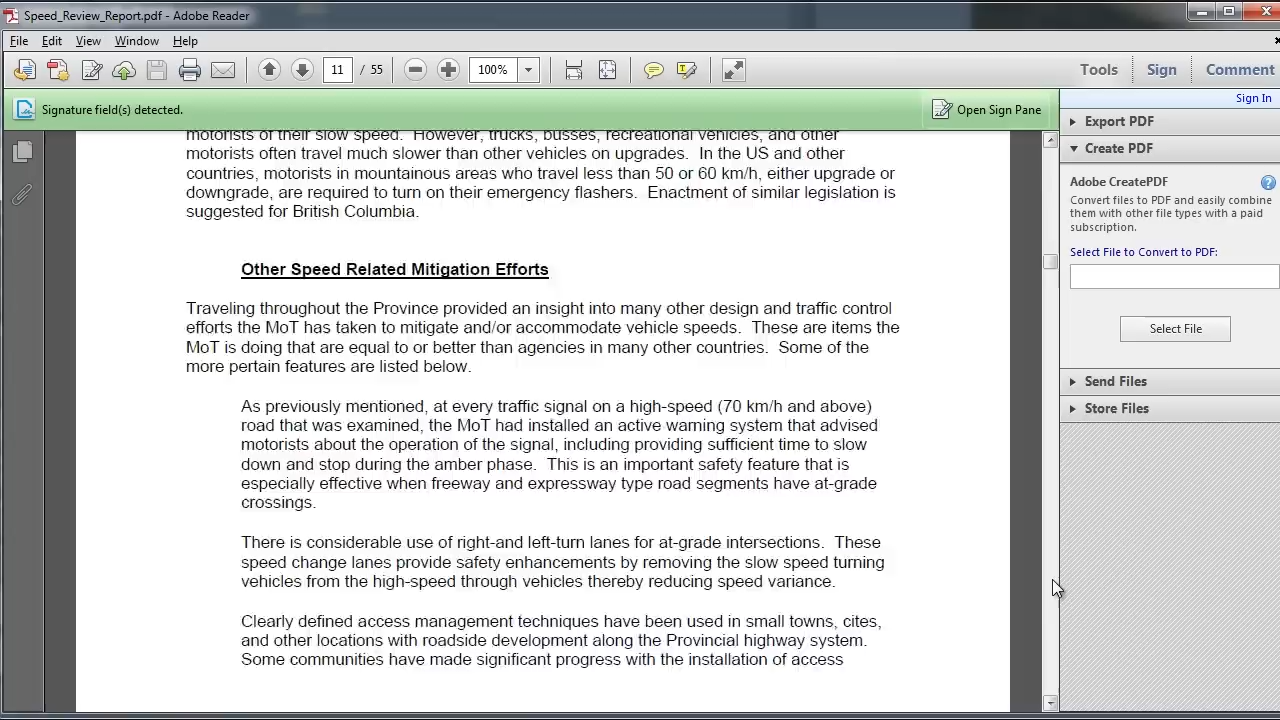 Speed_Review_Report.pdf - Adobe Reader
File Edit View Window Help
11 / 55 100% Tools Sign Comment
Signature field(s) detected. Open Sign Pane
Sign In
Export PDF
Create PDF
Adobe CreatePDF
Convert files to PDF and easily combine
them with other file types with a paid
subscription.
Select File to Convert to PDF:
Select File
Send Files
Store Files
motorists of their slow speed. However, trucks, busses, recreational vehicles, and other
motorists often travel much slower than other vehicles on upgrades. In the US and other
countries, motorists in mountainous areas who travel less than 50 or 60 km/h, either upgrade or
downgrade, are required to turn on their emergency flashers. Enactment of similar legislation is
suggested for British Columbia.
Other Speed Related Mitigation Efforts
Traveling throughout the Province provided an insight into many other design and traffic control
efforts the MoT has taken to mitigate and/or accommodate vehicle speeds. These are items the
MoT is doing that are equal to or better than agencies in many other countries. Some of the
more pertain features are listed below.
As previously mentioned, at every traffic signal on a high-speed (70 km/h and above)
road that was examined, the MoT had installed an active warning system that advised
motorists about the operation of the signal, including providing sufficient time to slow
down and stop during the amber phase. This is an important safety feature that is
especially effective when freeway and expressway type road segments have at-grade
crossings.
There is considerable use of right-and left-turn lanes for at-grade intersections. These
speed change lanes provide safety enhancements by removing the slow speed turning
vehicles from the high-speed through vehicles thereby reducing speed variance.
Clearly defined access management techniques have been used in small towns, cites,
and other locations with roadside development along the Provincial highway system.
Some communities have made significant progress with the installation of access